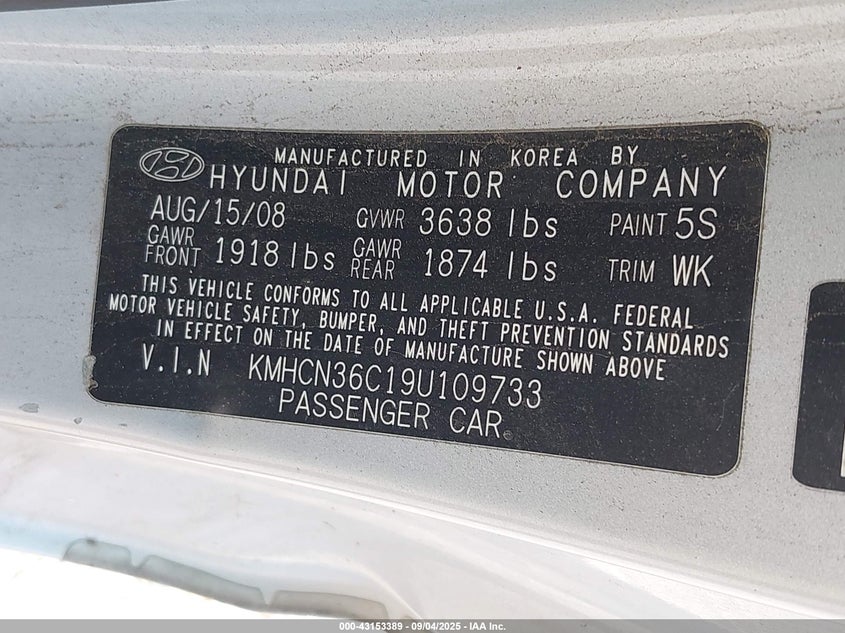 MANUFACTURED IN KOREA BY
HYUNDAI MOTOR COMPANY
AUG/15/08 GVWR 3638 lbs PAINT 5S
GAWR FRONT 1918 lbs GAWR REAR 1874 lbs TRIM WK
THIS VEHICLE CONFORMS TO ALL APPLICABLE U.S.A. FEDERAL
MOTOR VEHICLE SAFETY, BUMPER, AND THEFT PREVENTION STANDARDS
IN EFFECT ON THE DATE OF MANUFACTURE SHOWN ABOVE
V.I.N KMHCN36C19U109733
PASSENGER CAR
000-43153389 - 09/04/2025 - IAA Inc.